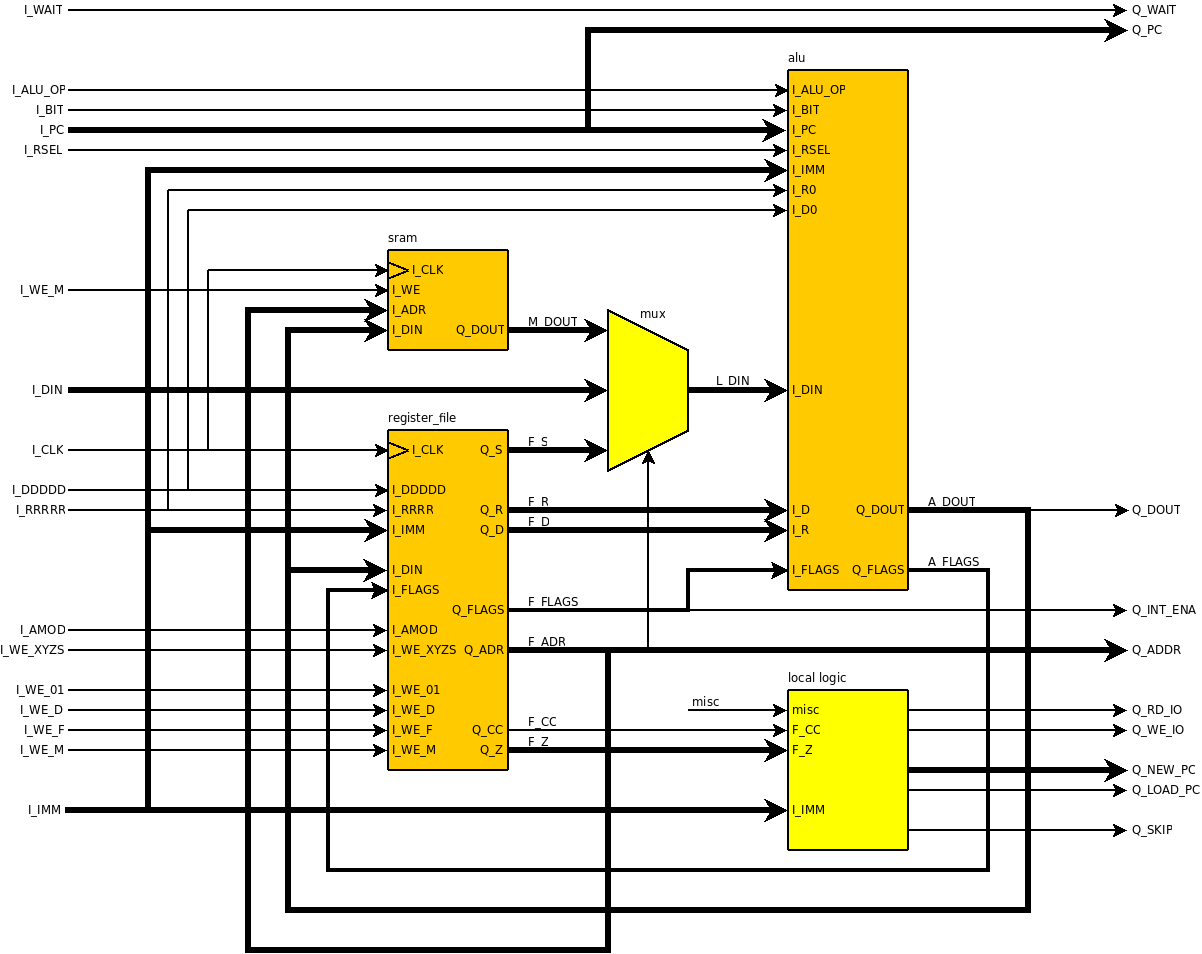 I_WAIT Q_WAIT
Q_PC
alu
I_ALU_OP I_ALU_OP
I_BIT I_BIT
I_PC I_PC
I_RSEL I_RSEL
I_IMM
I_R0
I_D0
sram
I_CLK
I_WE_M I_WE
I_ADR
mux
I_DIN Q_DOUT M_DOUT
L_DIN
I_DIN I_DIN
register_file
F_S
I_CLK I_CLK Q_S
I_DDDDD I_DDDDD
F_R A_DOUT
I_RRRRR I_RRRR Q_R I_D Q_DOUT Q_DOUT
F_D
I_IMM Q_D I_R
A_FLAGS
I_DIN I_FLAGS Q_FLAGS
I_FLAGS
F_FLAGS
Q_FLAGS Q_INT_ENA
I_AMOD I_AMOD
F_ADR
I_WE_XYZS I_WE_XYZS Q_ADR Q_ADDR
local logic
I_WE_01 I_WE_01
misc
I_WE_D I_WE_D misc Q_RD_IO
F_CC
I_WE_F I_WE_F Q_CC F_CC Q_WE_IO
F_Z
I_WE_M I_WE_M Q_Z F_Z
Q_NEW_PC
Q_LOAD_PC
I_IMM I_IMM
Q_SKIP